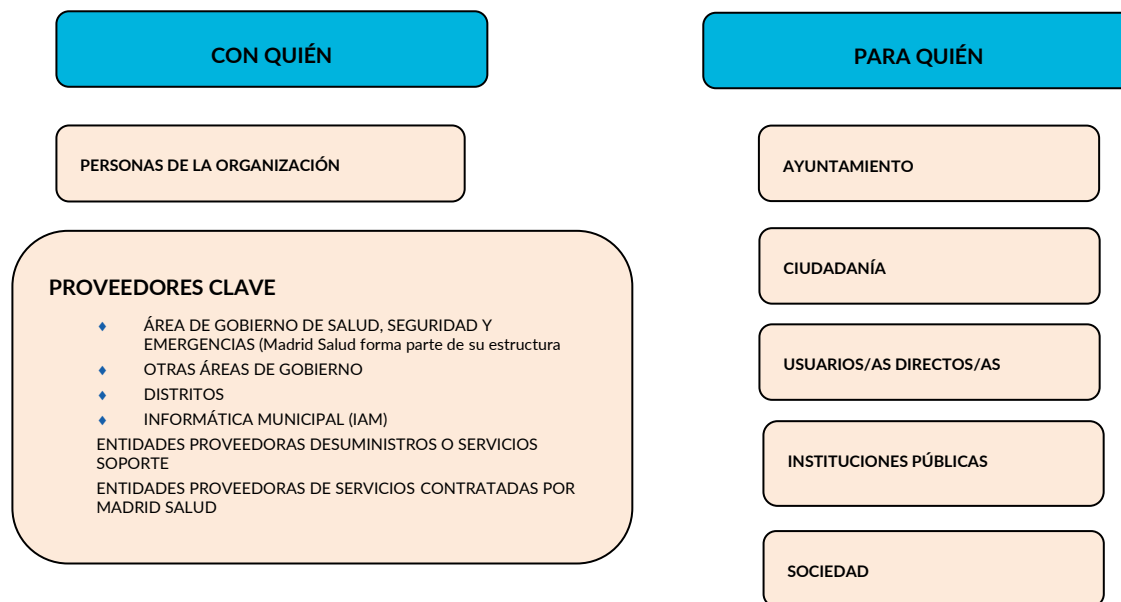 CON QUIÉN
PERSONAS DE LA ORGANIZACIÓN
PROVEEDORES CLAVE
♦ ÁREA DE GOBIERNO DE SALUD, SEGURIDAD Y
EMERGENCIAS (Madrid Salud forma parte de su estructura
♦ OTRAS ÁREAS DE GOBIERNO
♦ DISTRITOS
♦ INFORMÁTICA MUNICIPAL (IAM)
ENTIDADES PROVEEDORAS DESUMINISTROS O SERVICIOS
SOPORTE
ENTIDADES PROVEEDORAS DE SERVICIOS CONTRATADAS POR
MADRID SALUD
PARA QUIÉN
AYUNTAMIENTO
CIUDADANÍA
USUARIOS/AS DIRECTOS/AS
INSTITUCIONES PÚBLICAS
SOCIEDAD